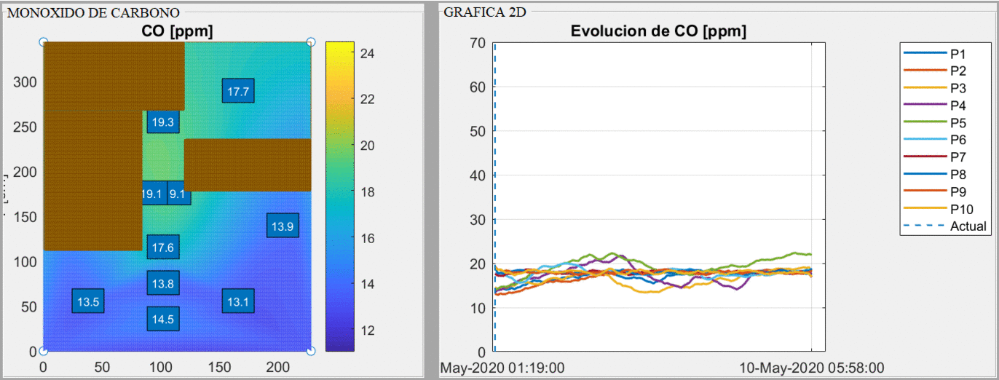 MONOXIDO DE CARBONO
CO [ppm]
300
250
200
150
100
50
0
0 50 100 150 200
17.7
19.3
19.1 9.1
13.9
17.6
13.8
13.5
13.1
14.5
24
22
20
18
16
14
12
GRAFICA 2D
Evolucion de CO [ppm]
70
60
50
40
30
20
10
0
May-2020 01:19:00 10-May-2020 05:58:00
P1
P2
P3
P4
P5
P6
P7
P8
P9
P10
Actual